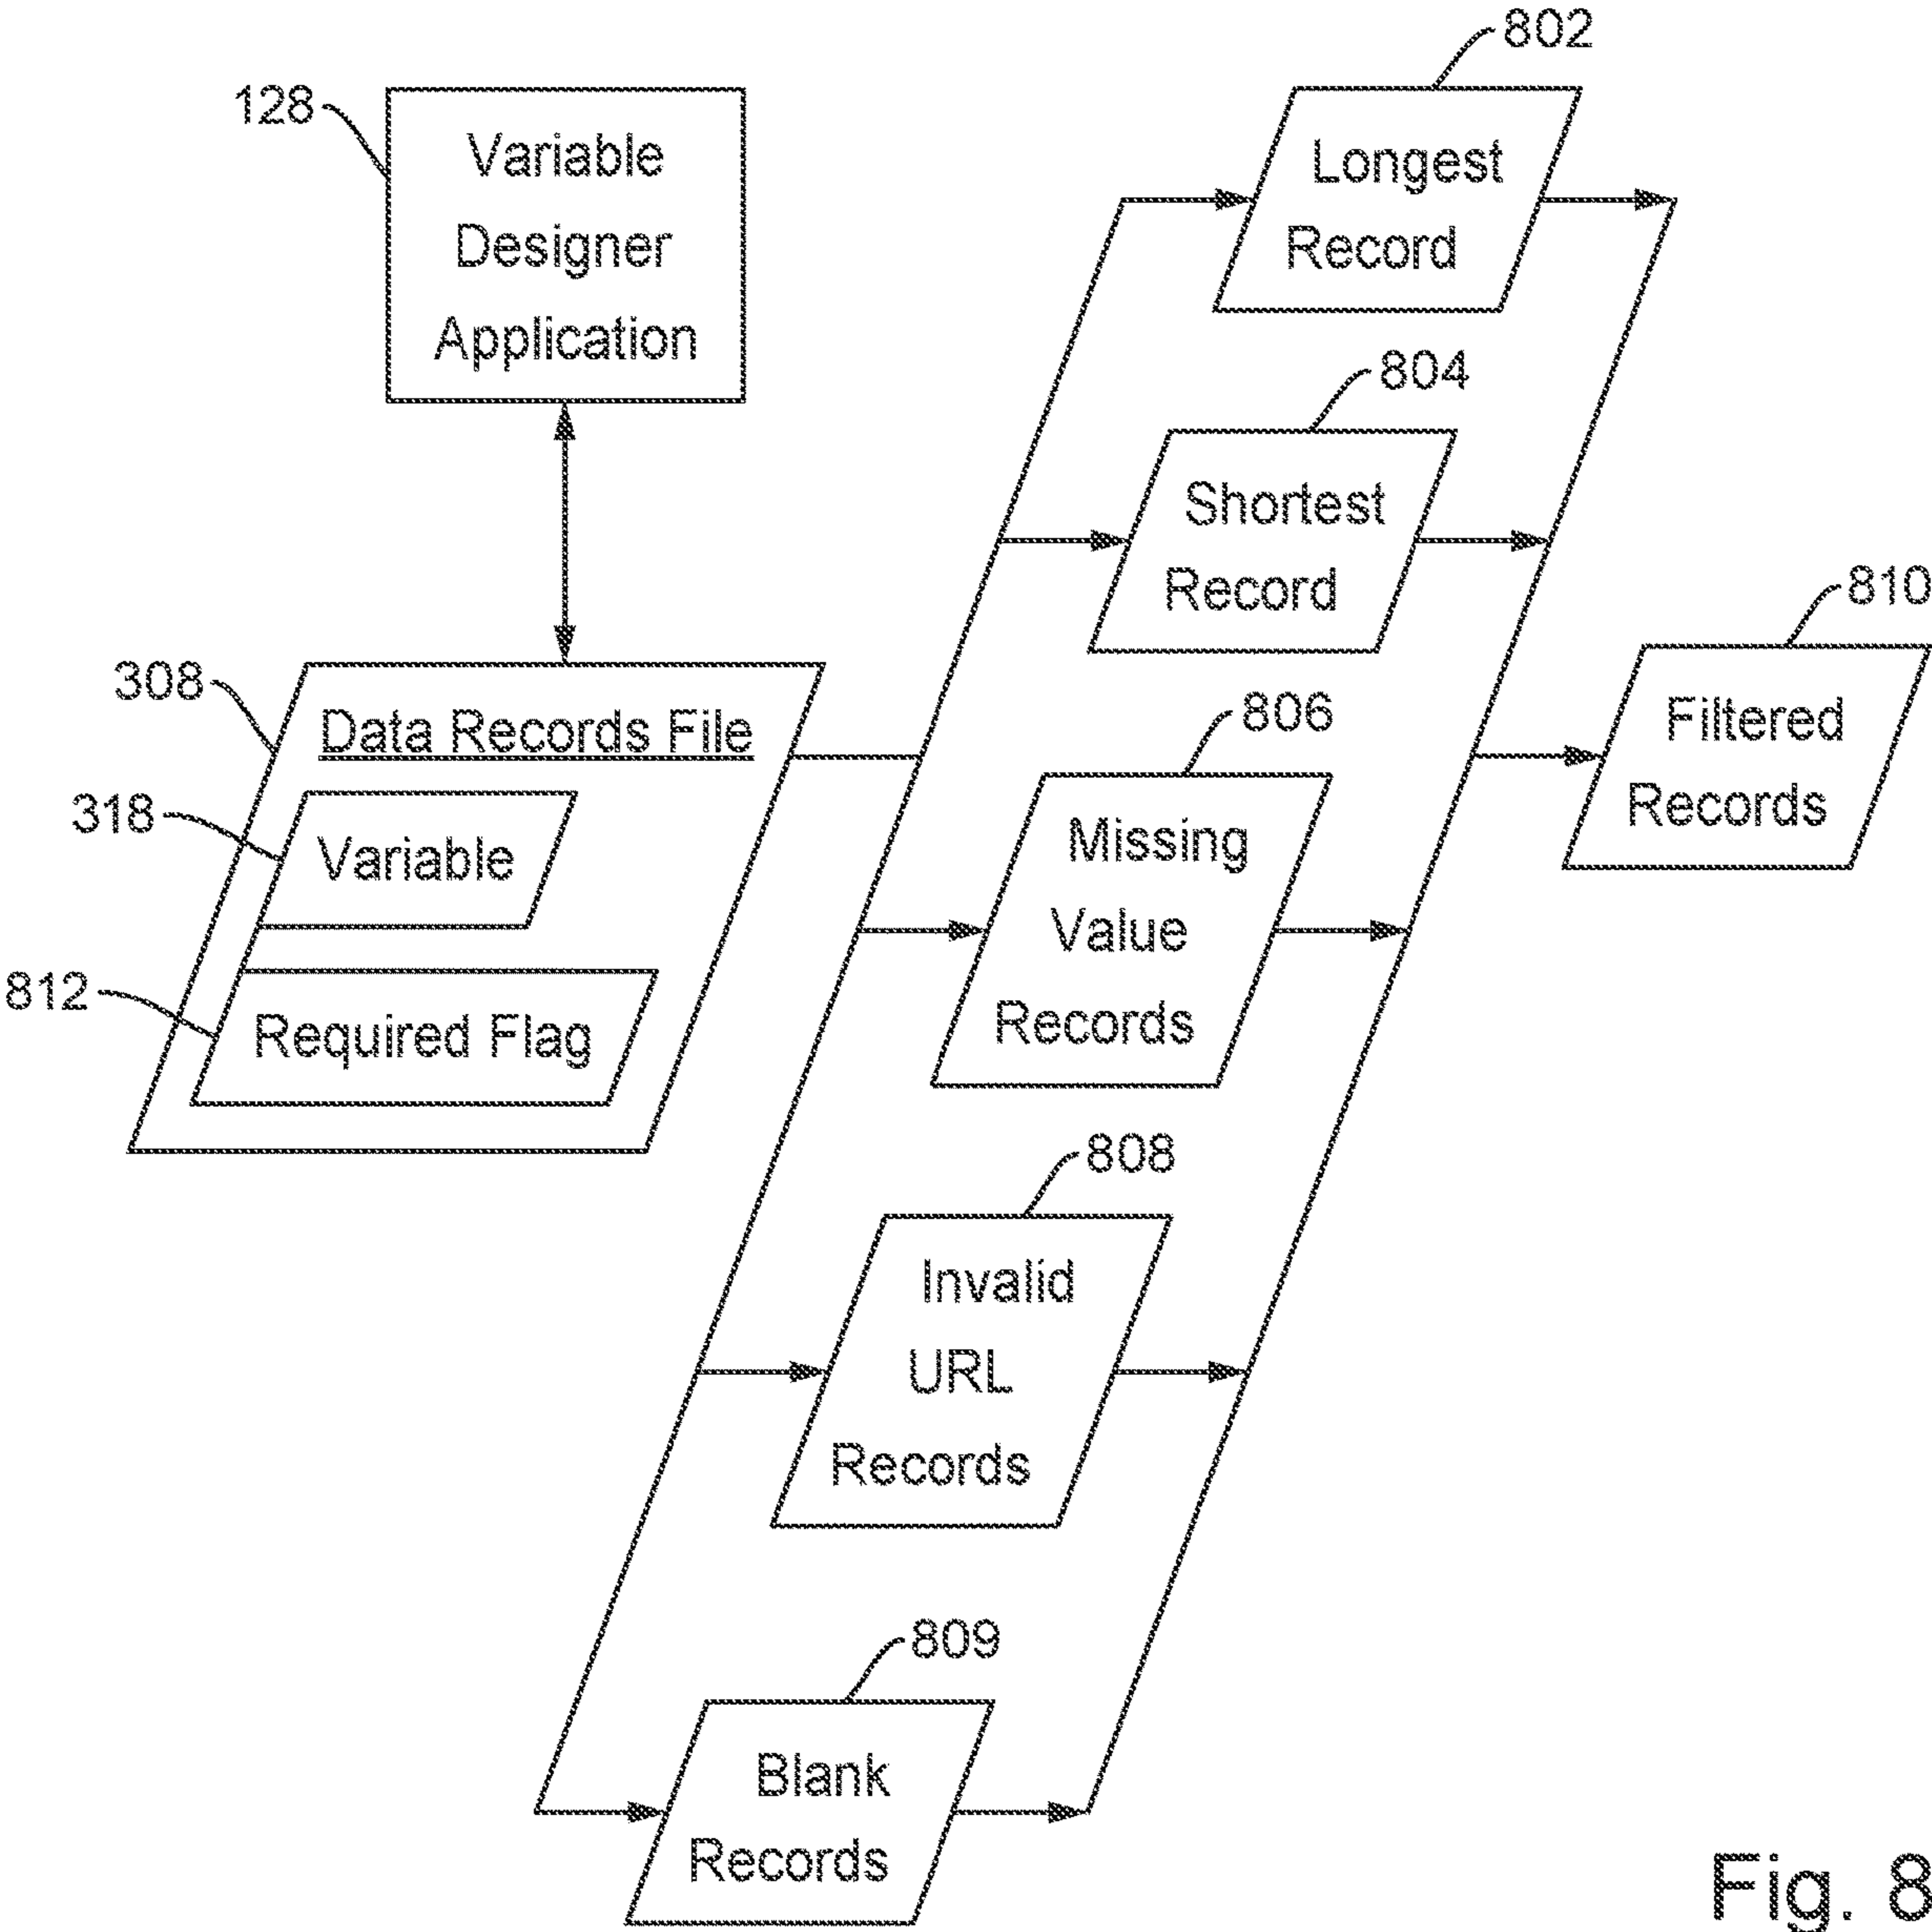 802
128
Variable
Designer
Application
Longest
Record
804
Shortest
Record
810
Filtered
Records
308
Data Records File
318
Variable
812
Required Flag
806
Missing
Value
Records
808
Invalid
URL
Records
809
Blank
Records
Fig. 8